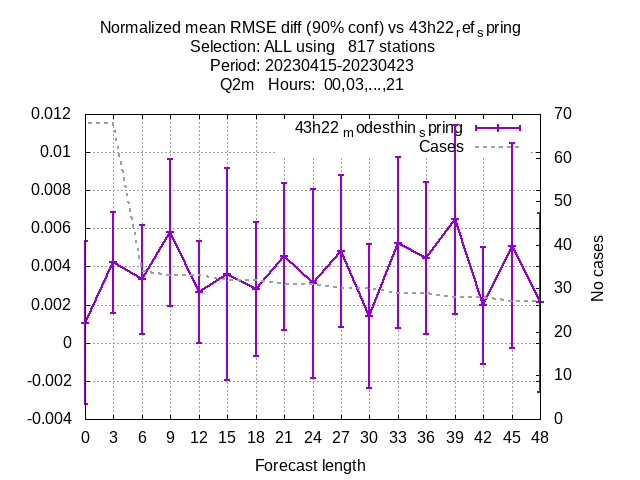 Normalized mean RMSE diff (90% conf) vs 43h22refspring
Selection: ALL using 817 stations
Period: 20230415-20230423
Q2m Hours: 00,03,...,21
43h22modesthinspring
Cases
0.012
0.01
0.008
0.006
0.004
0.002
0
-0.002
-0.004
70
60
50
40
30
20
10
0
No cases
0 3 6 9 12 15 18 21 24 27 30 33 36 39 42 45 48
Forecast length